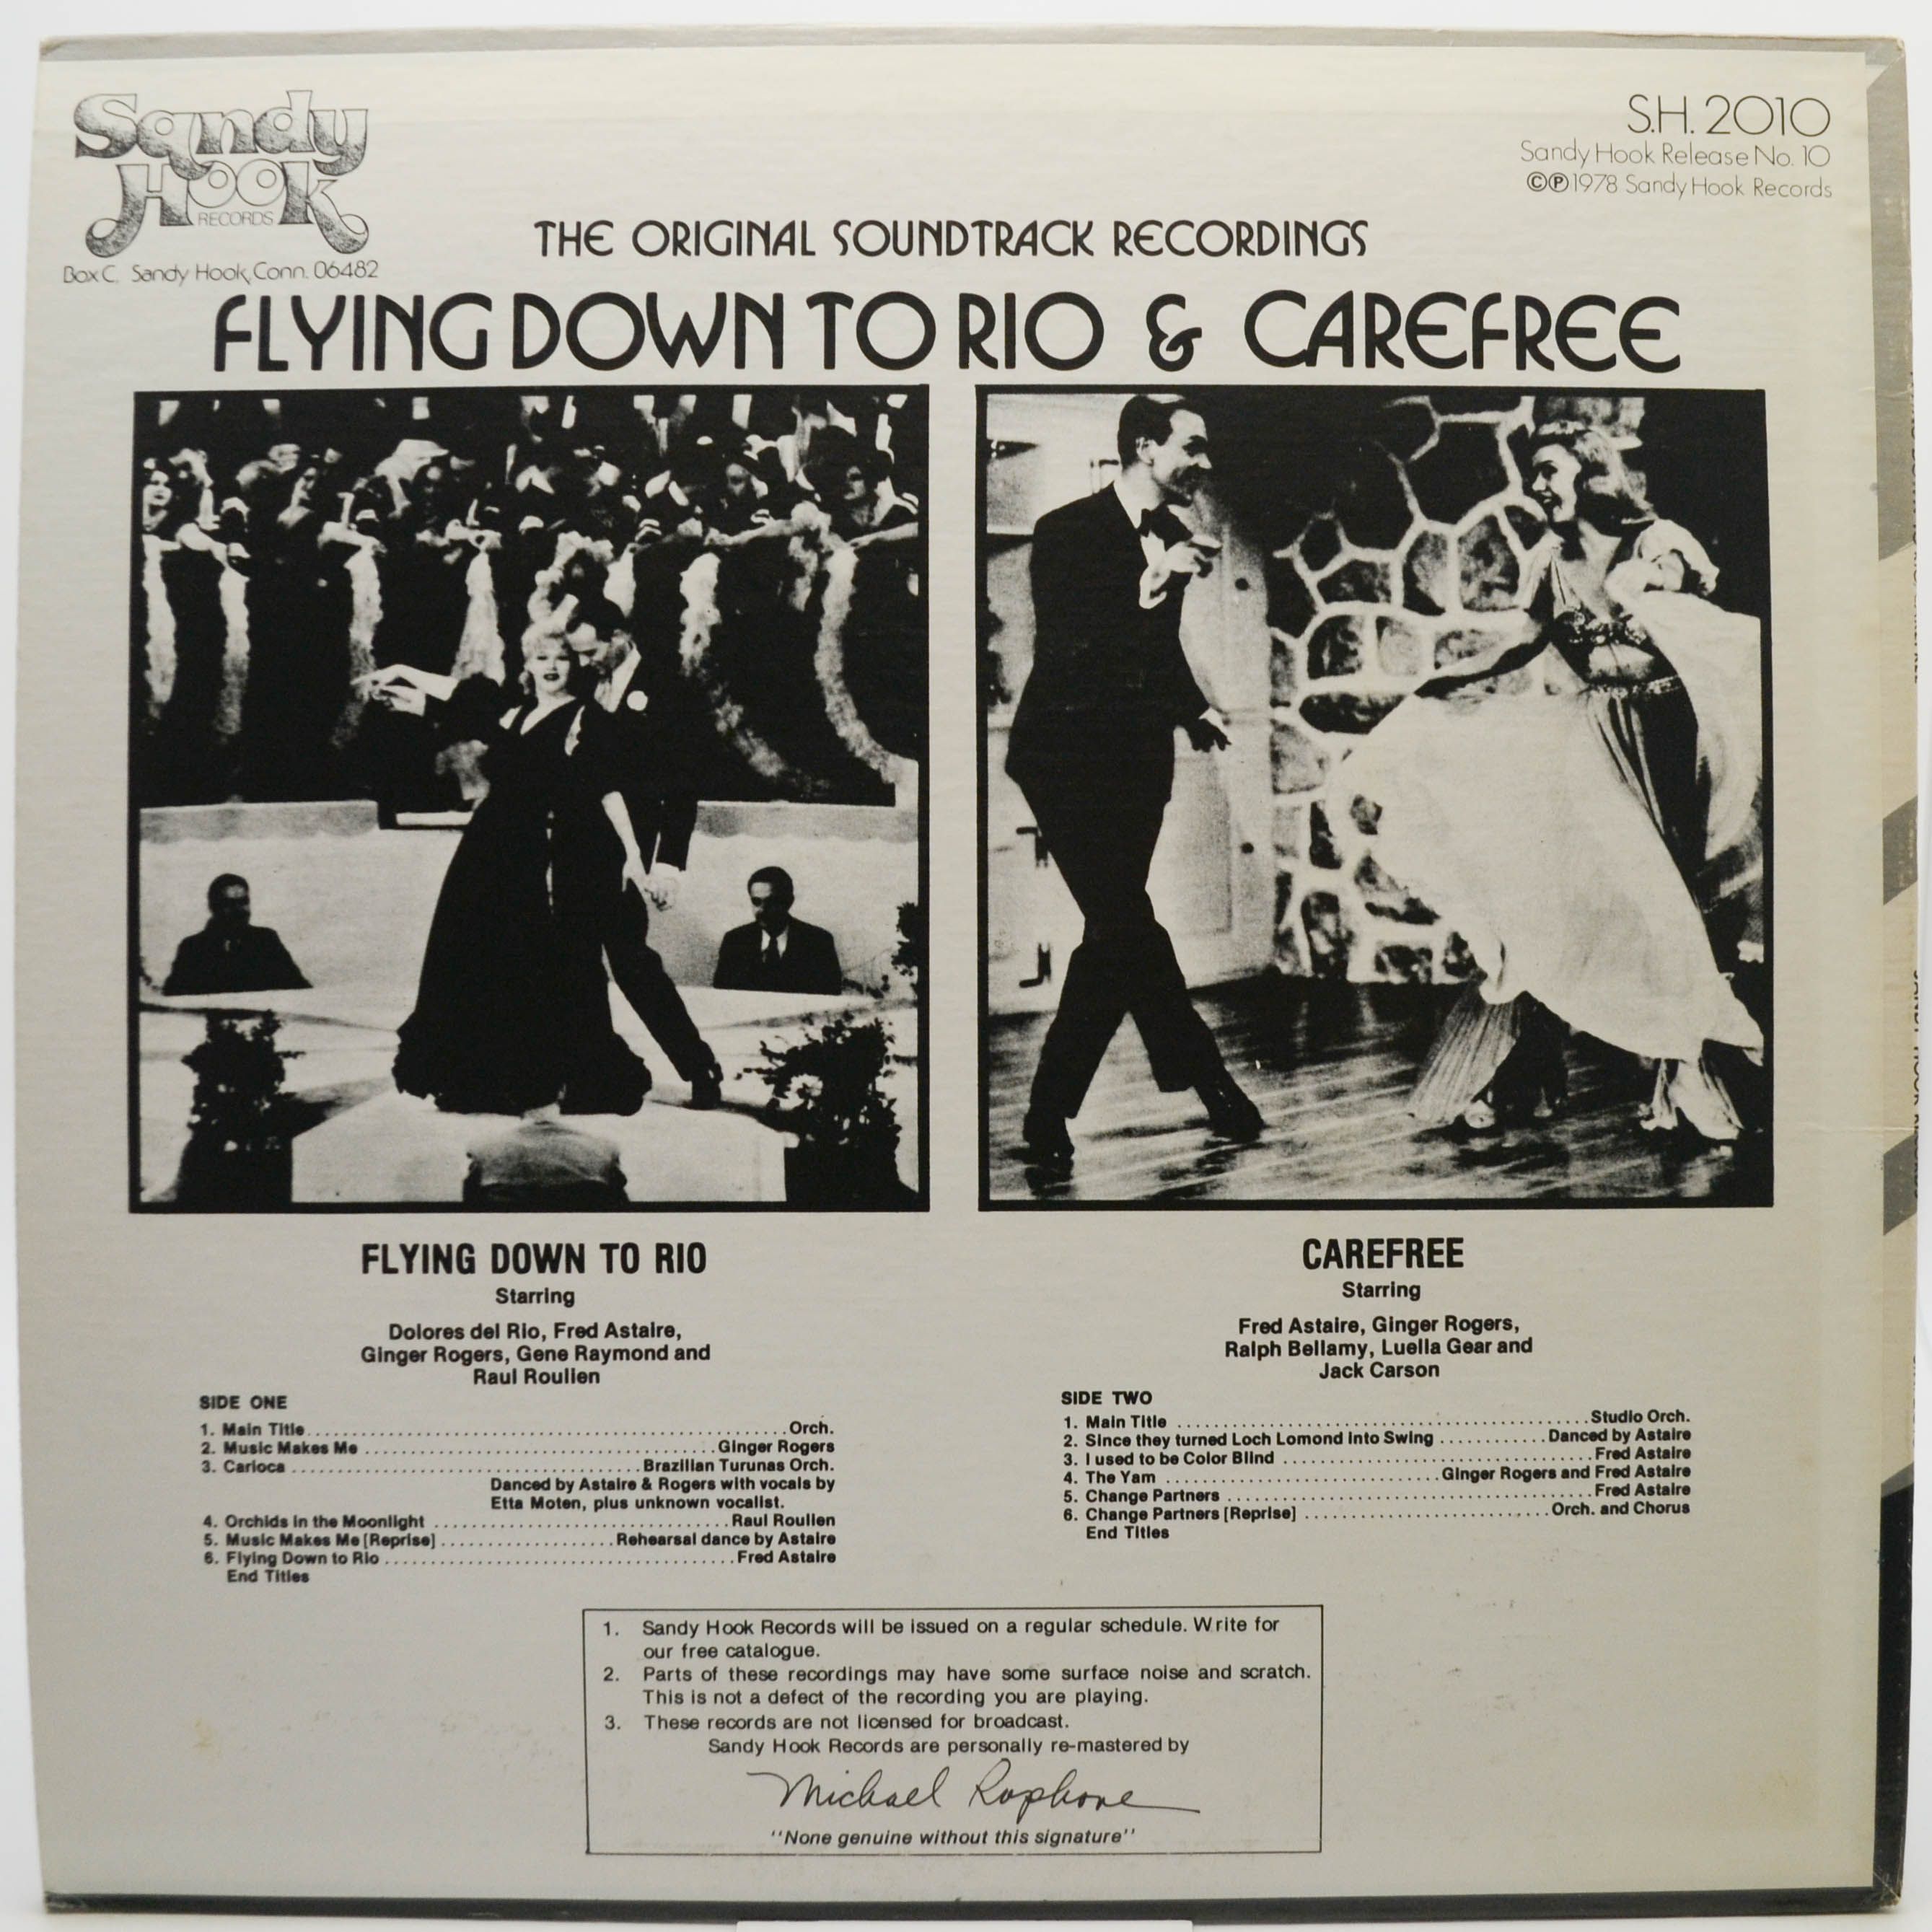 Sandy
Hook
RECORDS
Box C. Sandy Hook, Conn. 06482
S.H. 2010
Sandy Hook Release No. 10
©℗1978 Sandy Hook Records
THE ORIGINAL SOUNDTRACK RECORDINGS
FLYING DOWN TO RIO & CAREFREE
FLYING DOWN TO RIO
Starring
Dolores del Rio, Fred Astaire,
Ginger Rogers, Gene Raymond and
Raul Roulien
SIDE ONE
1. Main Title . . . . . . . . . . . . . . . . . . . . Orch.
2. Music Makes Me . . . . . . . . . . . . . . . . . . . . Ginger Rogers
3. Carioca . . . . . . . . . . . . . . . . . . . . Brazilian Turunas Orch.
Danced by Astaire & Rogers with vocals by
Etta Moten, plus unknown vocalist.
4. Orchids in the Moonlight . . . . . . . . . . . . . . . . . . . . Raul Roulien
5. Music Makes Me [Reprise] . . . . . . . . . . . . . . . . . . . . Rehearsal dance by Astaire
6. Flying Down to Rio . . . . . . . . . . . . . . . . . . . . Fred Astaire
End Titles
CAREFREE
Starring
Fred Astaire, Ginger Rogers,
Ralph Bellamy, Luella Gear and
Jack Carson
SIDE TWO
1. Main Title . . . . . . . . . . . . . . . . . . . . Studio Orch.
2. Since they turned Loch Lomond into Swing . . . . . . . . . . . . Danced by Astaire
3. I used to be Color Blind . . . . . . . . . . . . . . . . . . . . Fred Astaire
4. The Yam . . . . . . . . . . . . . . . . . . . . Ginger Rogers and Fred Astaire
5. Change Partners . . . . . . . . . . . . . . . . . . . . Fred Astaire
6. Change Partners [Reprise] . . . . . . . . . . . . . . . . . . . . Orch. and Chorus
End Titles
1. Sandy Hook Records will be issued on a regular schedule. Write for
our free catalogue.
2. Parts of these recordings may have some surface noise and scratch.
This is not a defect of the recording you are playing.
3. These records are not licensed for broadcast.
Sandy Hook Records are personally re-mastered by
Michael Rophone
"None genuine without this signature"